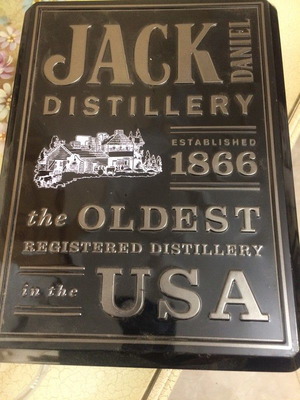 JACK DANIEL
DISTILLERY
ESTABLISHED
1866
the OLDEST
REGISTERED DISTILLERY
in the USA